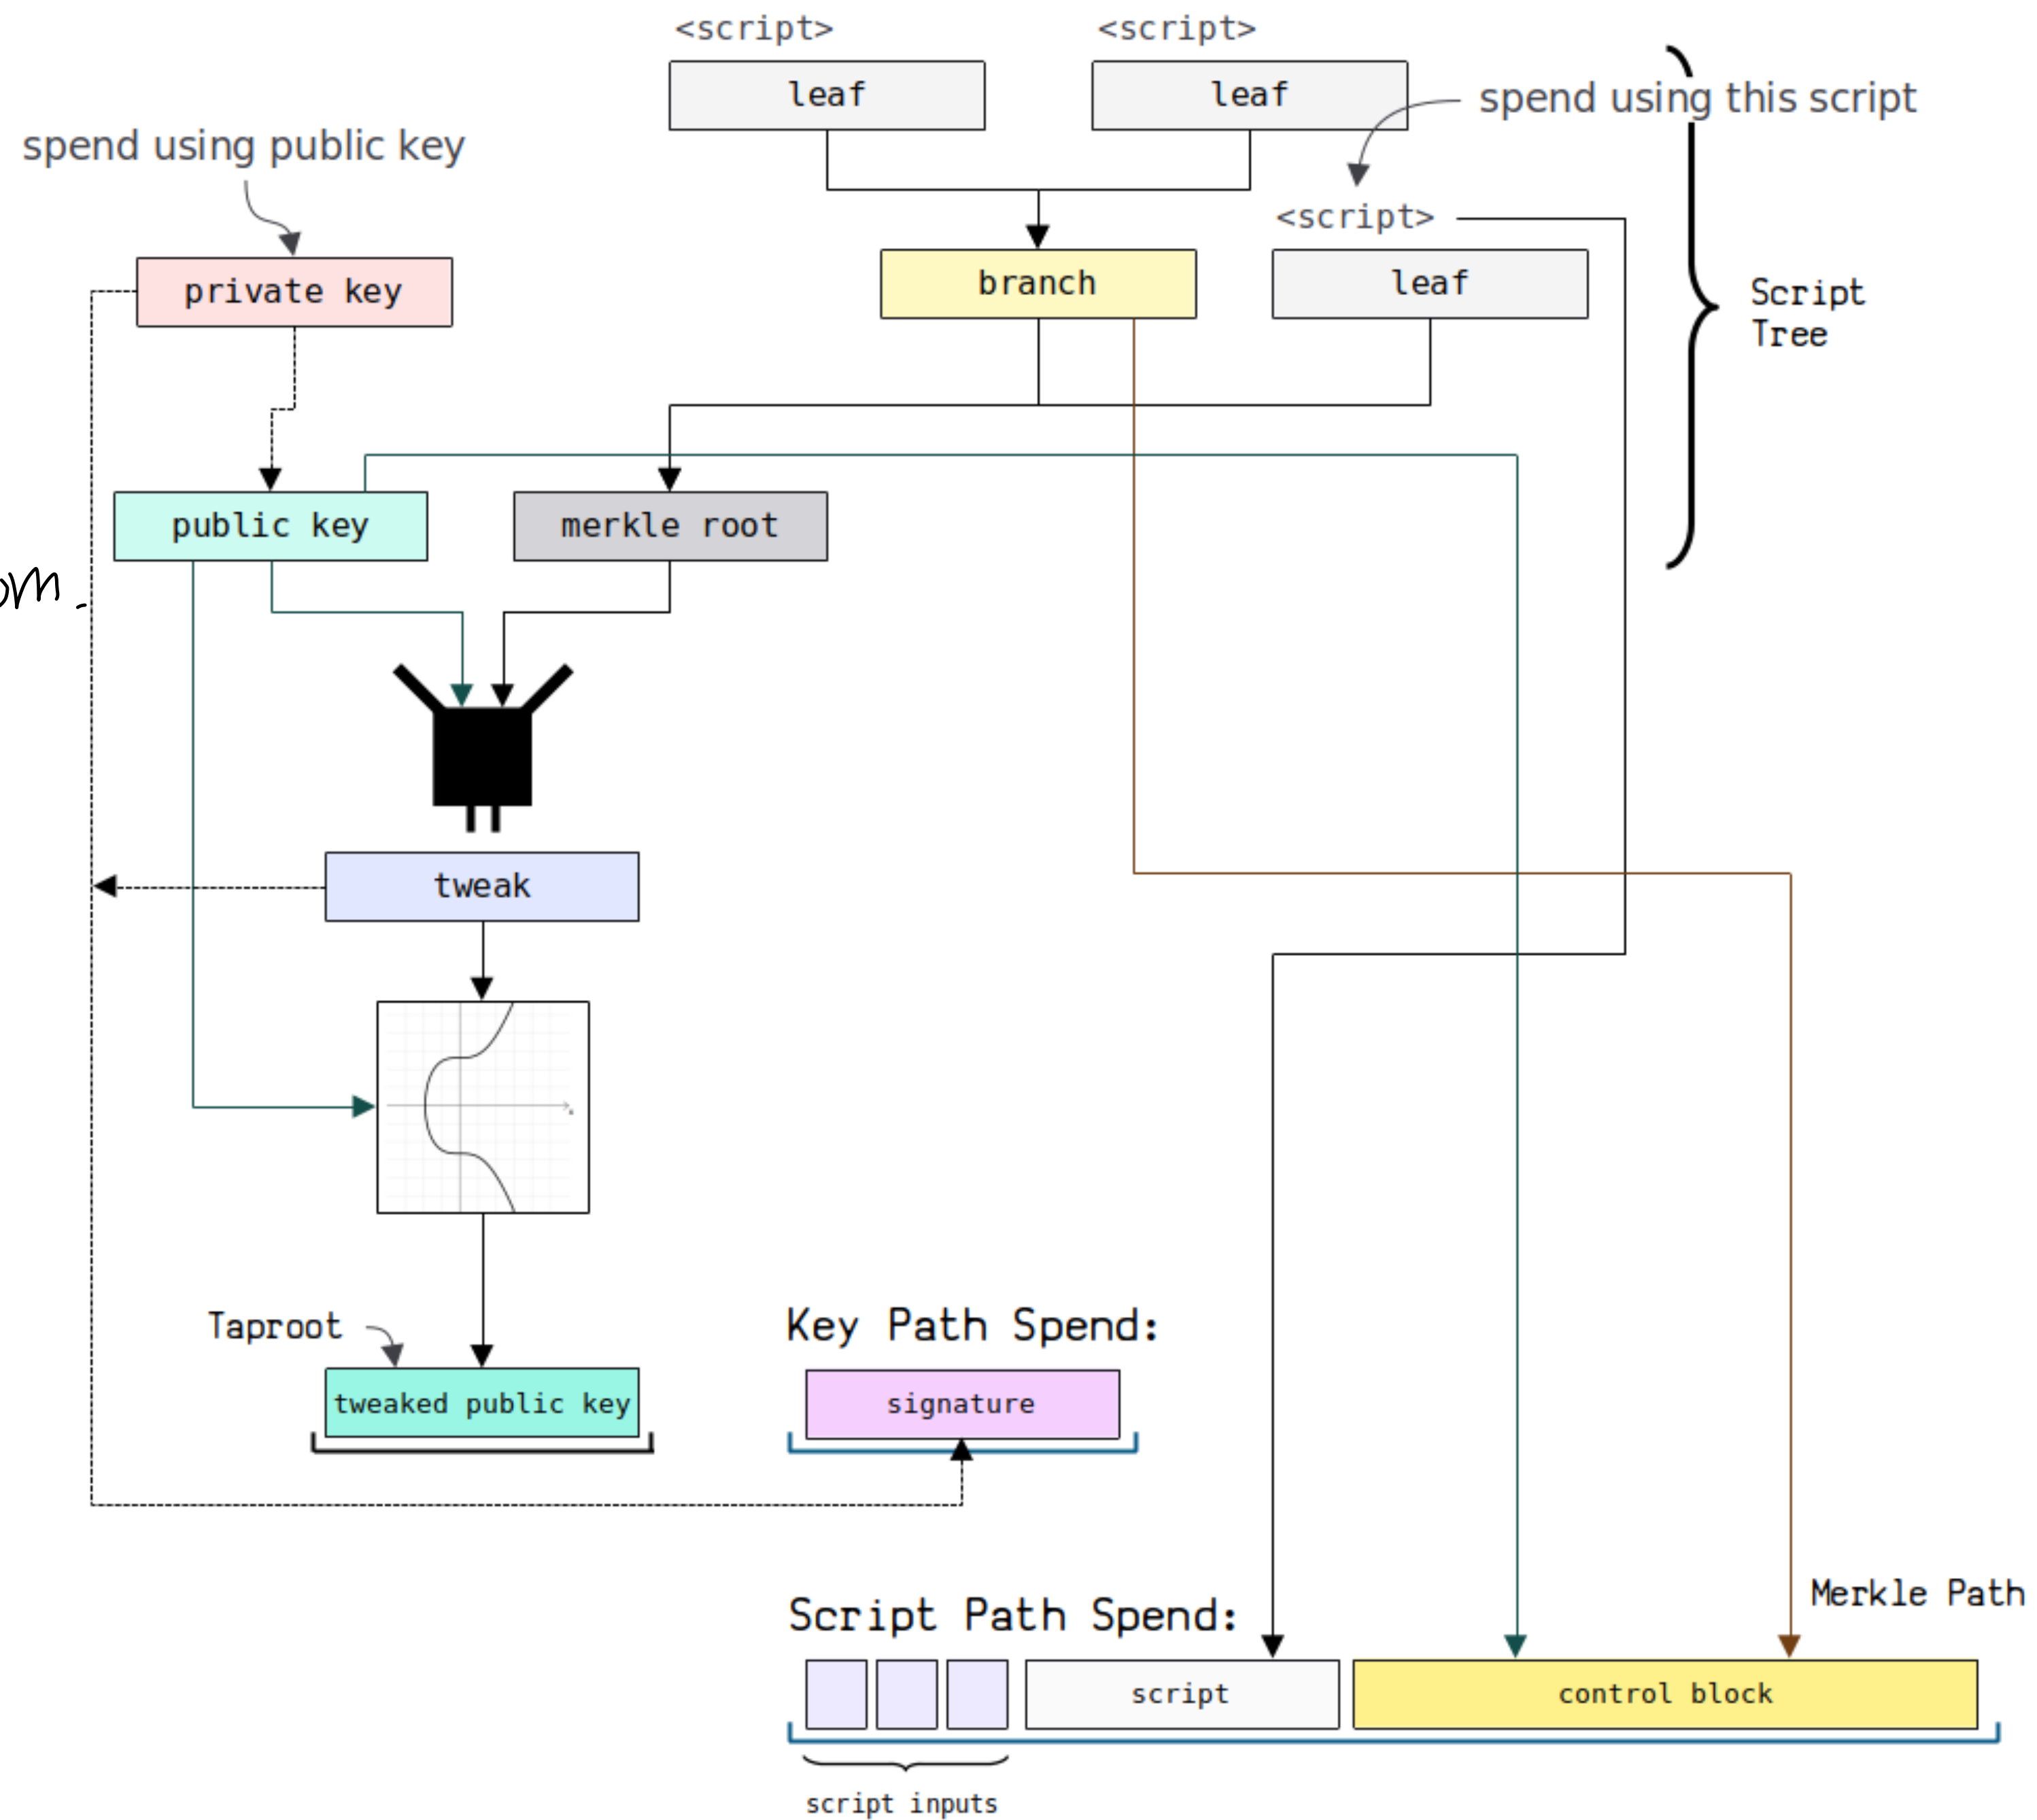 <script>
<script>
leaf
leaf
spend using this script
spend using public key
<script>
private key
branch
leaf
Script
Tree
public key
merkle root
tweak
Taproot
Key Path Spend:
tweaked public key
signature
Merkle Path
Script Path Spend:
script
control block
script inputs